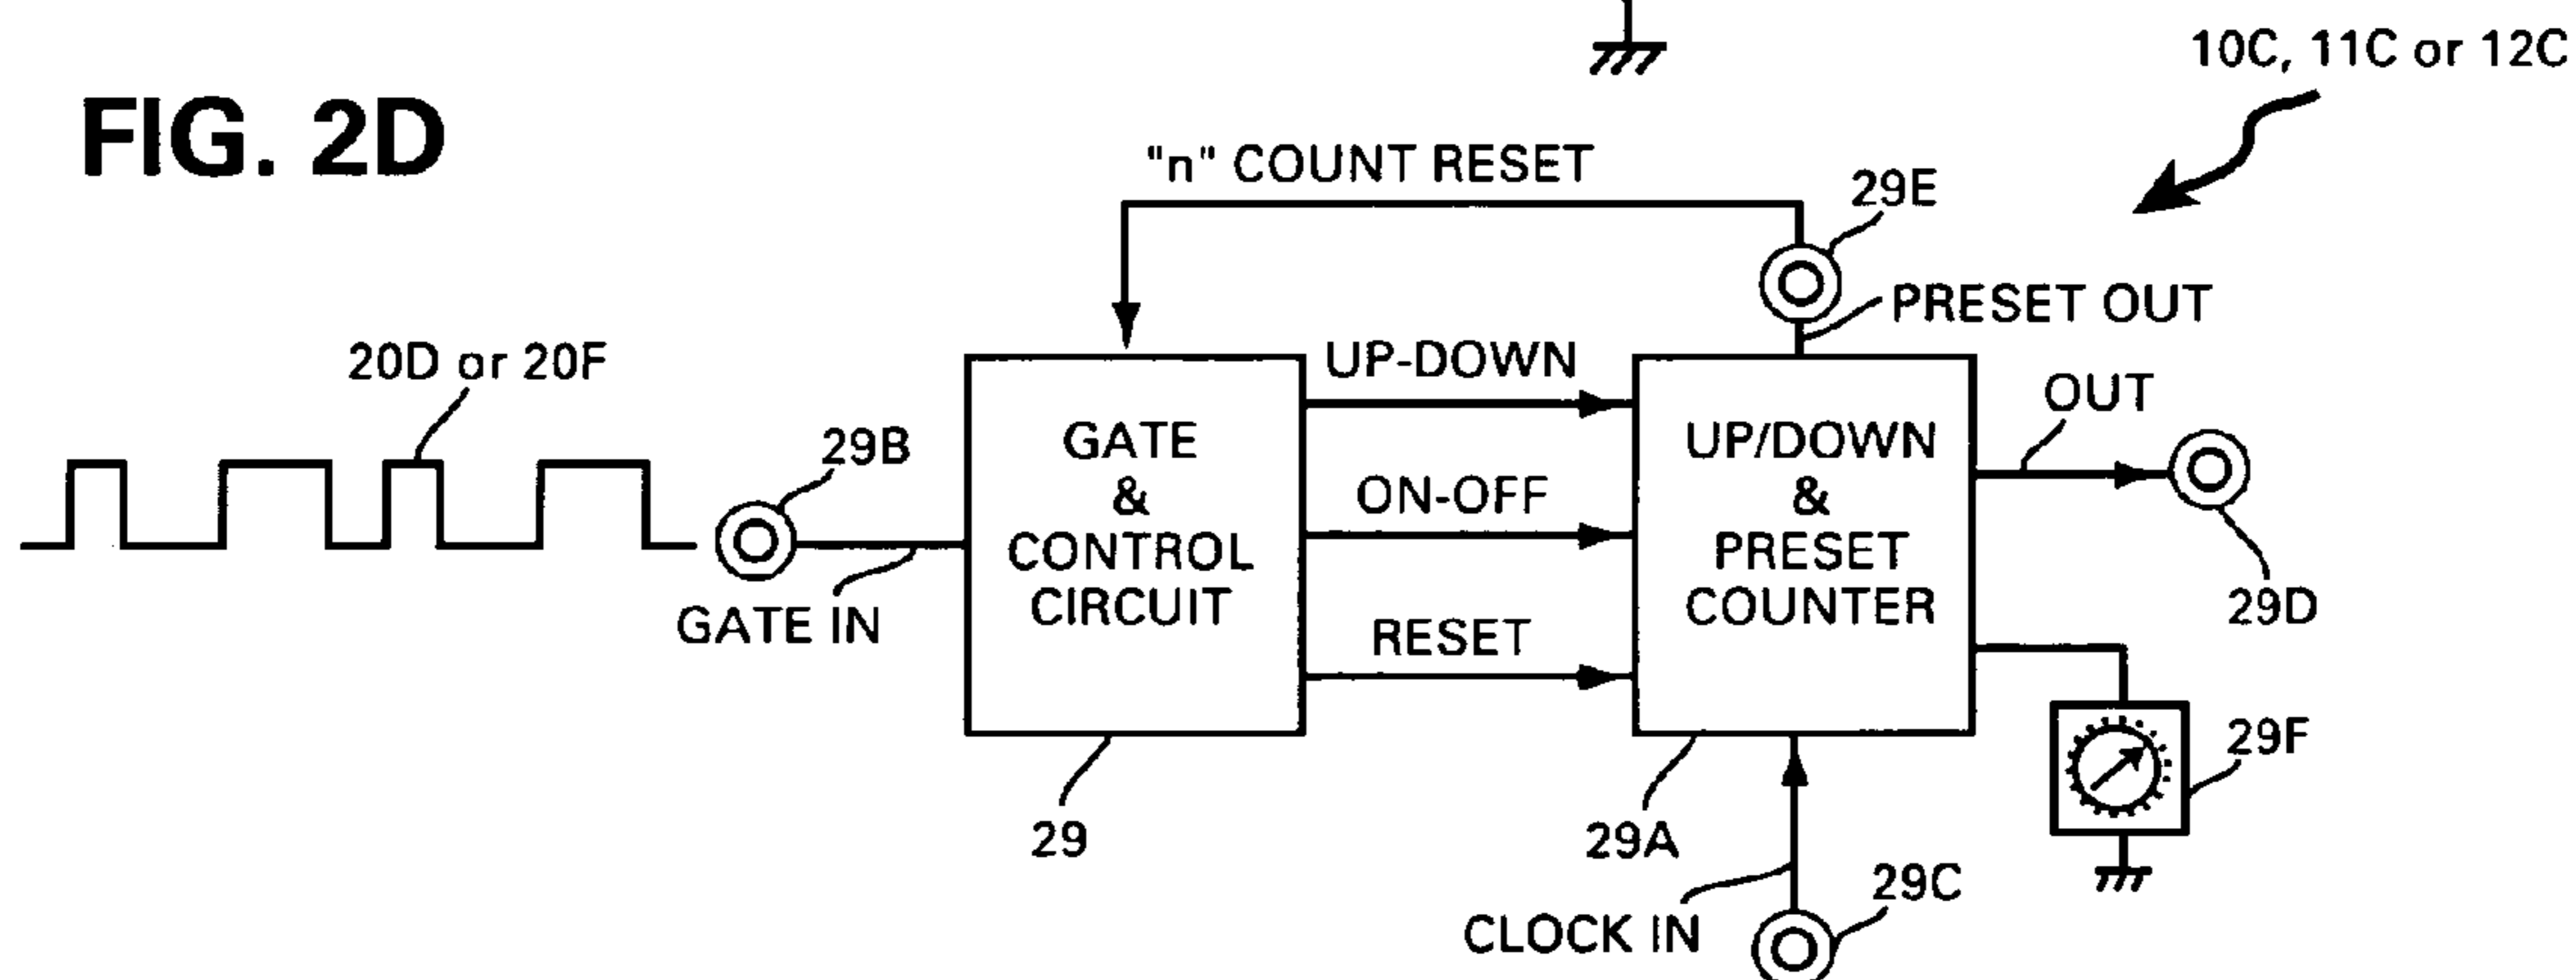 10C, 11C or 12C
FIG. 2D
"n" COUNT RESET
29E
PRESET OUT
20D or 20F
UP-DOWN
OUT
29B
GATE
&
CONTROL
CIRCUIT
ON-OFF
UP/DOWN
&
PRESET
COUNTER
GATE IN
RESET
29D
29F
29
29A
29C
CLOCK IN